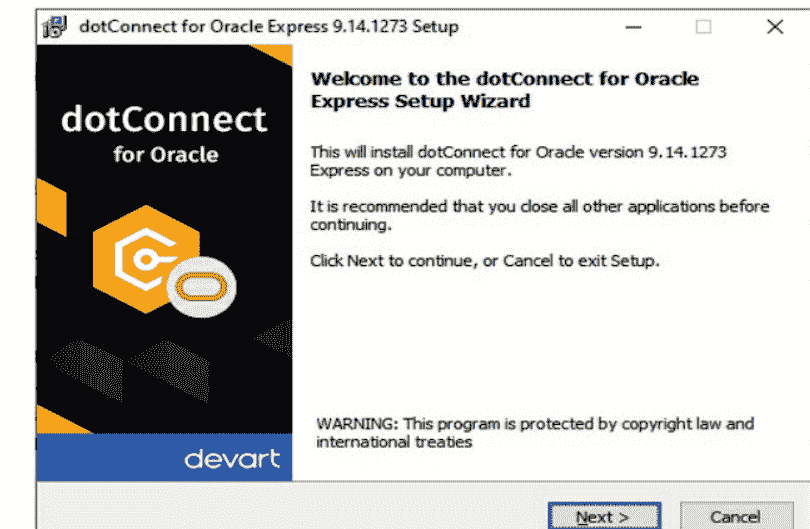 dotConnect for Oracle Express 9.14.1273 Setup
dotConnect
for Oracle
devart
Welcome to the dotConnect for Oracle
Express Setup Wizard
This will install dotConnect for Oracle version 9.14.1273
Express on your computer.
It is recommended that you close all other applications before
continuing.
Click Next to continue, or Cancel to exit Setup.
WARNING: This program is protected by copyright law and
international treaties
Next >
Cancel